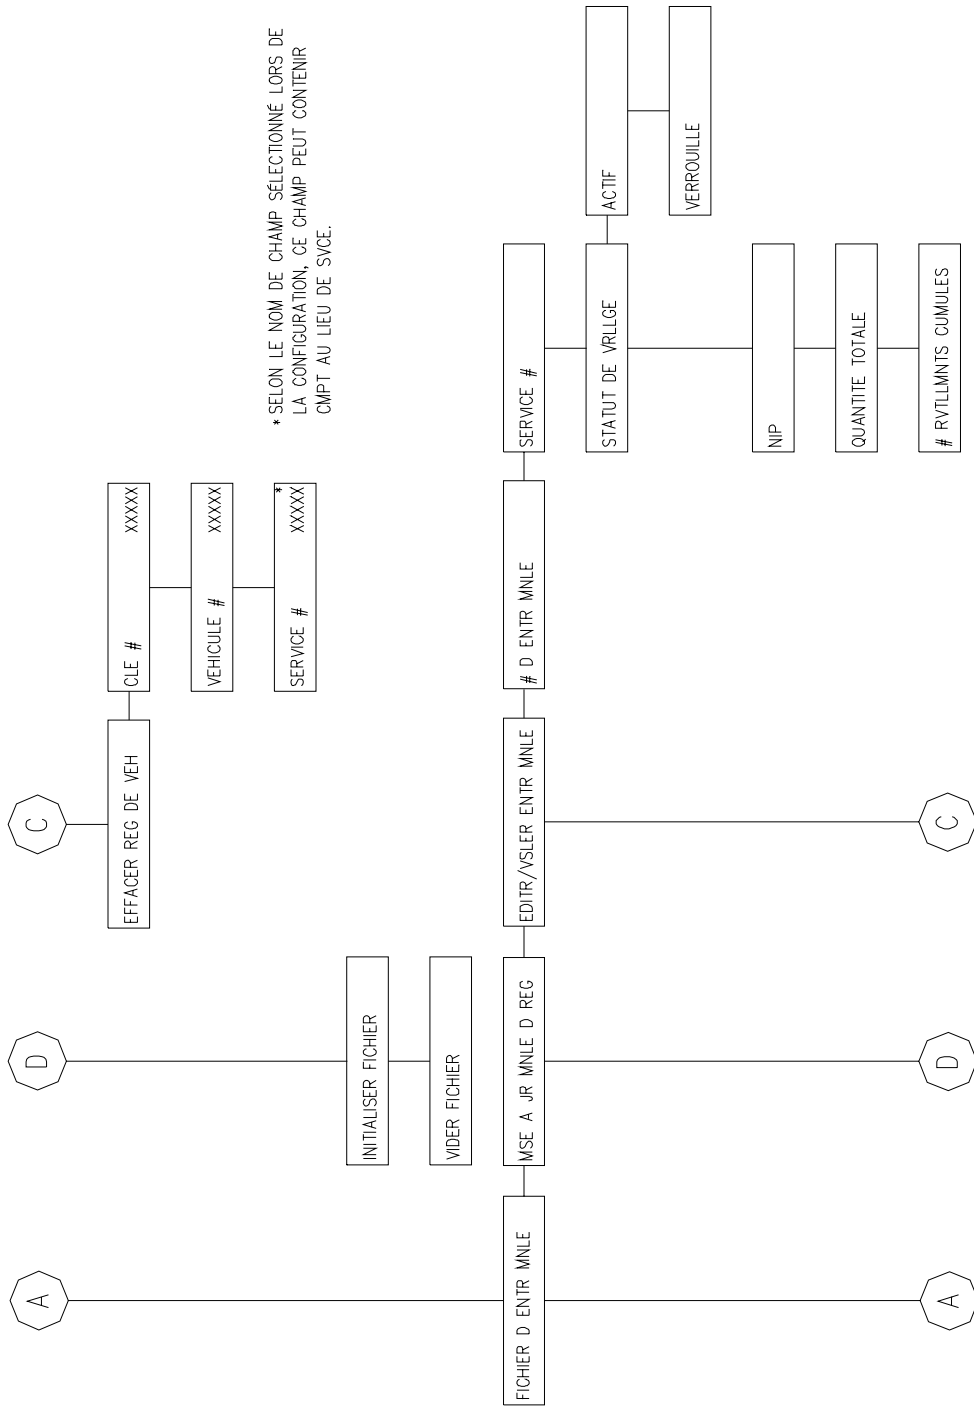 A
D
C
EFFACER REG DE VEH
CLE # XXXXX
VEHICULE # XXXXX
SERVICE # XXXXX*
* SELON LE NOM DE CHAMP SÉLECTIONNÉ LORS DE
LA CONFIGURATION, CE CHAMP PEUT CONTENIR
CMPT AU LIEU DE SVCE.
INITIALISER FICHIER
VIDER FICHIER
FICHIER D ENTR MNLE
MSE A JR MNLE D REG
EDITR/VSLER ENTR MNLE
# D ENTR MNLE
SERVICE #
STATUT DE VRLLGE
ACTIF
VERROUILLE
NIP
QUANTITE TOTALE
# RVTLLMNTS CUMULES
A
D
C